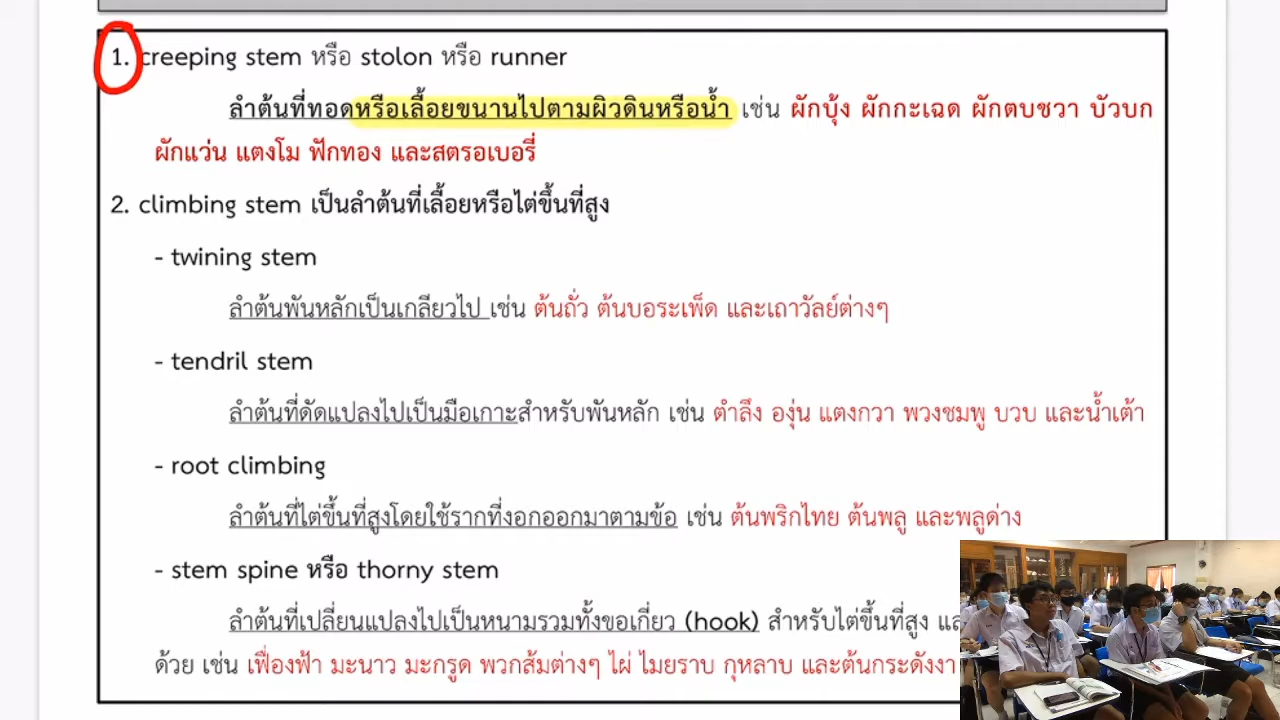 1. creeping stem หรือ stolon หรือ runner
ลำต้นที่ทอดหรือเลื้อยขนานไปตามผิวดินหรือน้ำ เช่น ผักบุ้ง ผักกะเฉด ผักตบชวา บัวบก
ผักแว่น แตงโม ฟักทอง และสตรอเบอรี่
2. climbing stem เป็นลำต้นที่เลื้อยหรือไต่ขึ้นที่สูง
- twining stem
ลำต้นพันหลักเป็นเกลียวไป เช่น ต้นถั่ว ต้นบอระเพ็ด และเถาวัลย์ต่างๆ
- tendril stem
ลำต้นที่ดัดแปลงไปเป็นมือเกาะสำหรับพันหลัก เช่น ตำลึง องุ่น แตงกวา พวงชมพู บวบ และน้ำเต้า
- root climbing
ลำต้นที่ไต่ขึ้นที่สูงโดยใช้รากที่งอกออกมาตามข้อ เช่น ต้นพริกไทย ต้นพลู และพลูด่าง
- stem spine หรือ thorny stem
ลำต้นที่เปลี่ยนแปลงไปเป็นหนามรวมทั้งขอเกี่ยว (hook) สำหรับไต่ขึ้นที่สูง
ด้วย เช่น เฟื่องฟ้า มะนาว มะกรูด พวกส้มต่างๆ ไผ่ ไมยราบ กุหลาบ และต้นกระดังงา